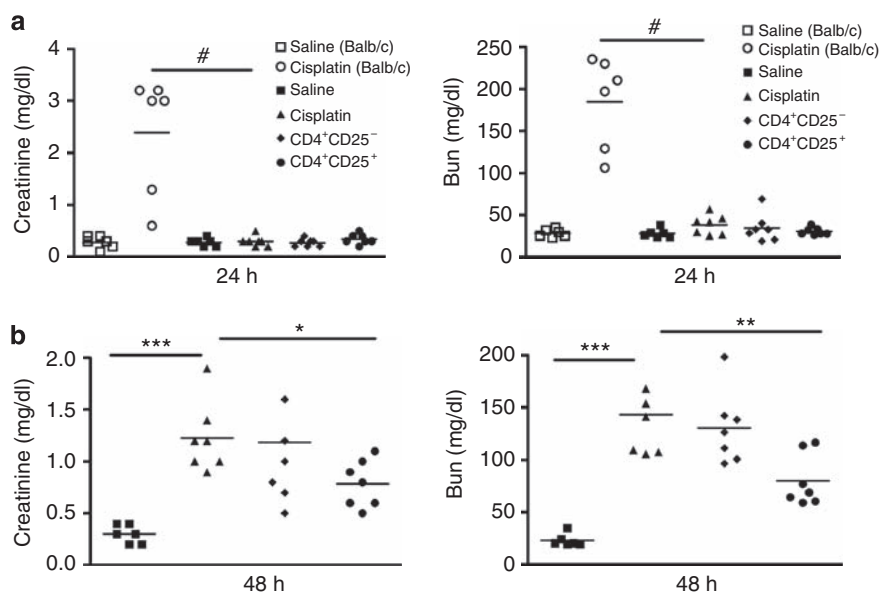 a
Creatinine (mg/dl)
4
3
2
1
0
#
Saline (Balb/c)
Cisplatin (Balb/c)
Saline
Cisplatin
CD4⁺CD25⁻
CD4⁺CD25⁺
24 h
Bun (mg/dl)
250
200
150
100
50
0
#
Saline (Balb/c)
Cisplatin (Balb/c)
Saline
Cisplatin
CD4⁺CD25⁻
CD4⁺CD25⁺
24 h
b
Creatinine (mg/dl)
2.0
1.5
1.0
0.5
0.0
***
*
48 h
Bun (mg/dl)
200
150
100
50
0
***
**
48 h